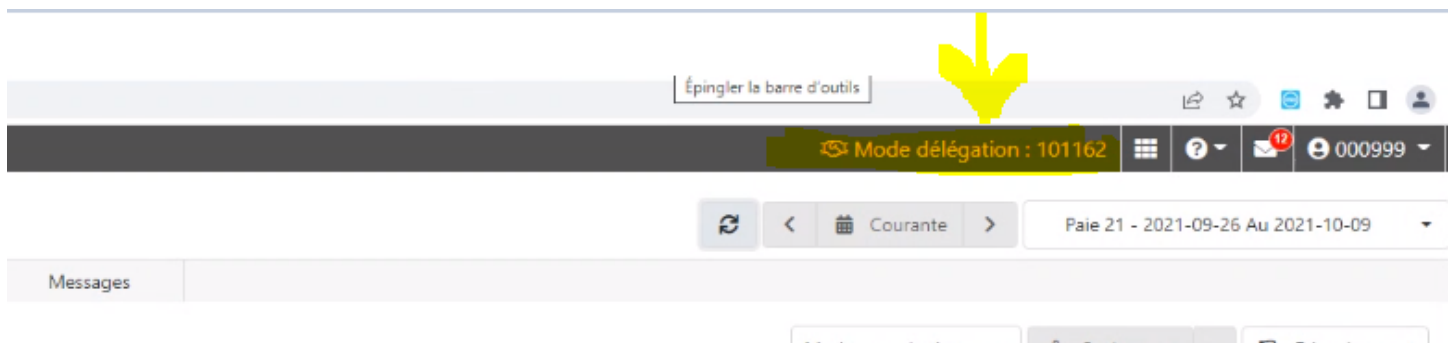 Épingler la barre d'outils
Mode délégation : 101162
12
000999
Courante
Paie 21 - 2021-09-26 Au 2021-10-09
Messages